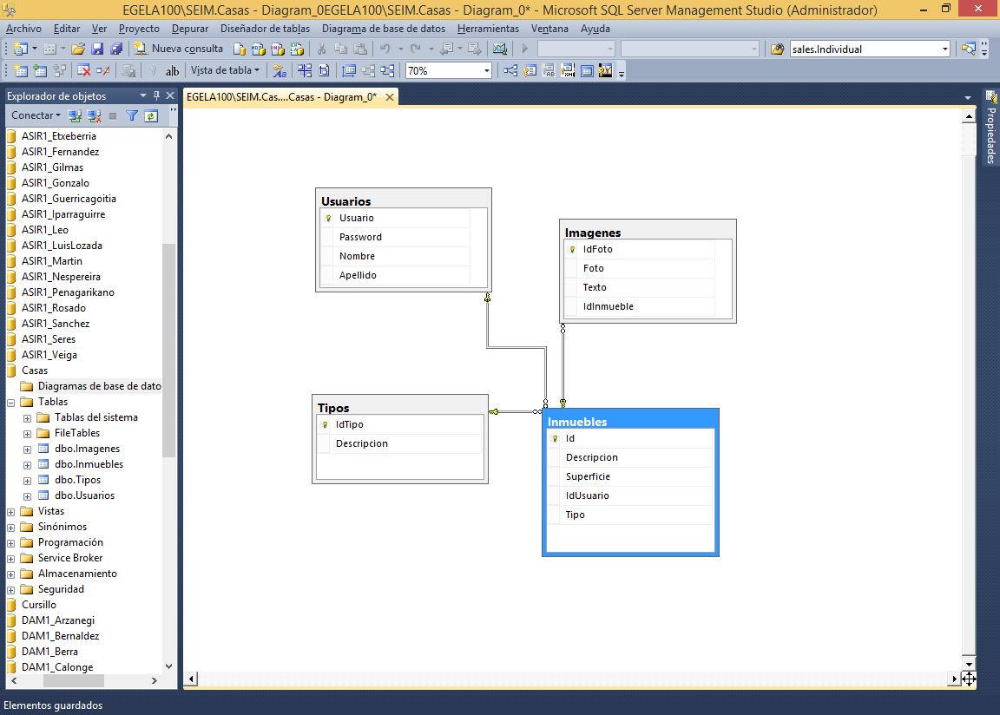 EGELA100\SEIM.Casas - Diagram_0EGELA100\SEIM.Casas - Diagram_0* - Microsoft SQL Server Management Studio (Administrador)
Archivo Editar Ver Proyecto Depurar Diseñador de tablas Diagrama de base de datos Herramientas Ventana Ayuda
Nueva consulta sales.Individual
ab| Vista de tabla 70%
Explorador de objetos
EGELA100\SEIM.Cas....Casas - Diagram_0*
Conectar
Propiedades
ASIR1_Etxeberria
ASIR1_Fernandez
ASIR1_Gilmas
ASIR1_Gonzalo
ASIR1_Guerricagoitia
ASIR1_Iparraguirre
ASIR1_Leo
ASIR1_LuisLozada
ASIR1_Martin
ASIR1_Nespereira
ASIR1_Penagarikano
ASIR1_Rosado
ASIR1_Sanchez
ASIR1_Seres
ASIR1_Veiga
Casas
Diagramas de base de dato
Tablas
Tablas del sistema
FileTables
dbo.Imagenes
dbo.Inmuebles
dbo.Tipos
dbo.Usuarios
Vistas
Sinónimos
Programación
Service Broker
Almacenamiento
Seguridad
Cursillo
DAM1_Arzanegi
DAM1_Bernaldez
DAM1_Berra
DAM1_Calonge
Usuarios
Usuario
Password
Nombre
Apellido
Imagenes
IdFoto
Foto
Texto
IdInmueble
Tipos
IdTipo
Descripcion
Inmuebles
Id
Descripcion
Superficie
IdUsuario
Tipo
Elementos guardados